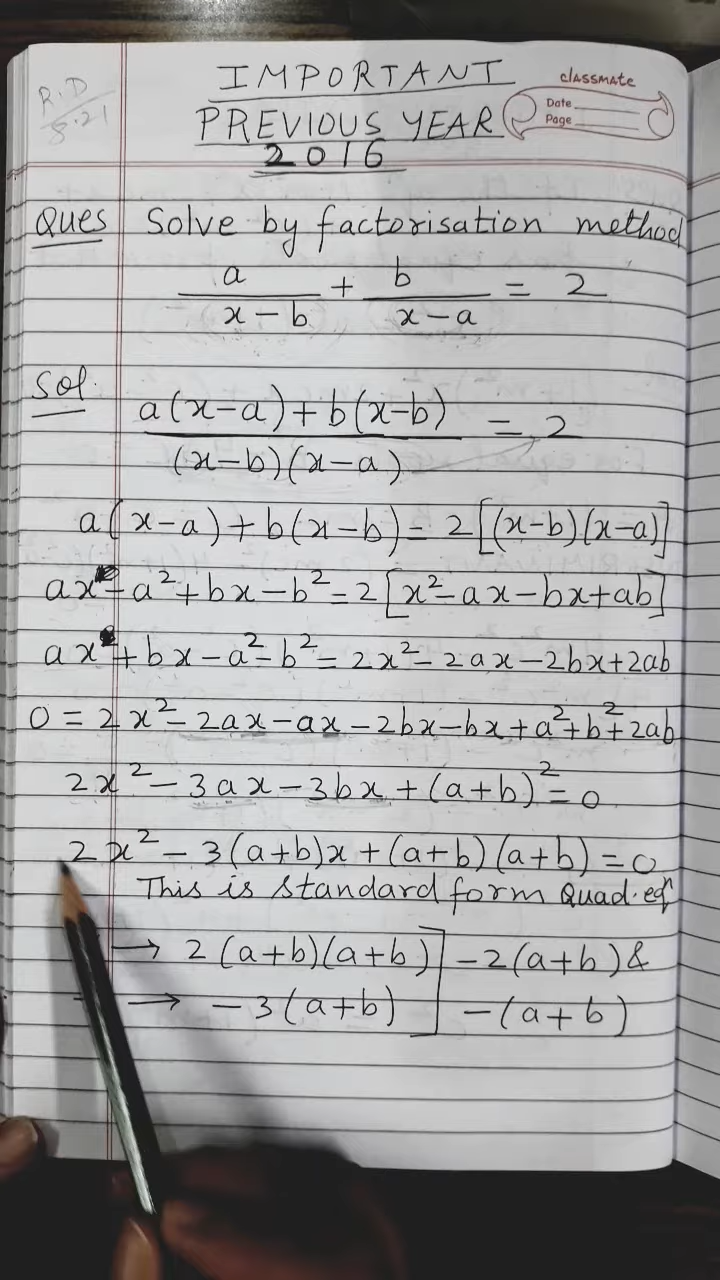 R.D
8.21
IMPORTANT
PREVIOUS YEAR
2016
classmate
Date
Page
Ques Solve by factorisation method
a/(x-b) + b/(x-a) = 2
Sol.
(a(x-a)+b(x-b))/((x-b)(x-a)) = 2
a(x-a)+b(x-b) = 2[(x-b)(x-a)]
ax-a²+bx-b²=2[x²-ax-bx+ab]
ax+bx-a²-b²=2x²-2ax-2bx+2ab
0=2x²-2ax-ax-2bx-bx+a²+b²+2ab
2x²-3ax-3bx+(a+b)²=0
2x²-3(a+b)x+(a+b)(a+b)=0
This is standard form Quad.eqⁿ
→ 2(a+b)(a+b)] -2(a+b)&
→ -3(a+b)] -(a+b)